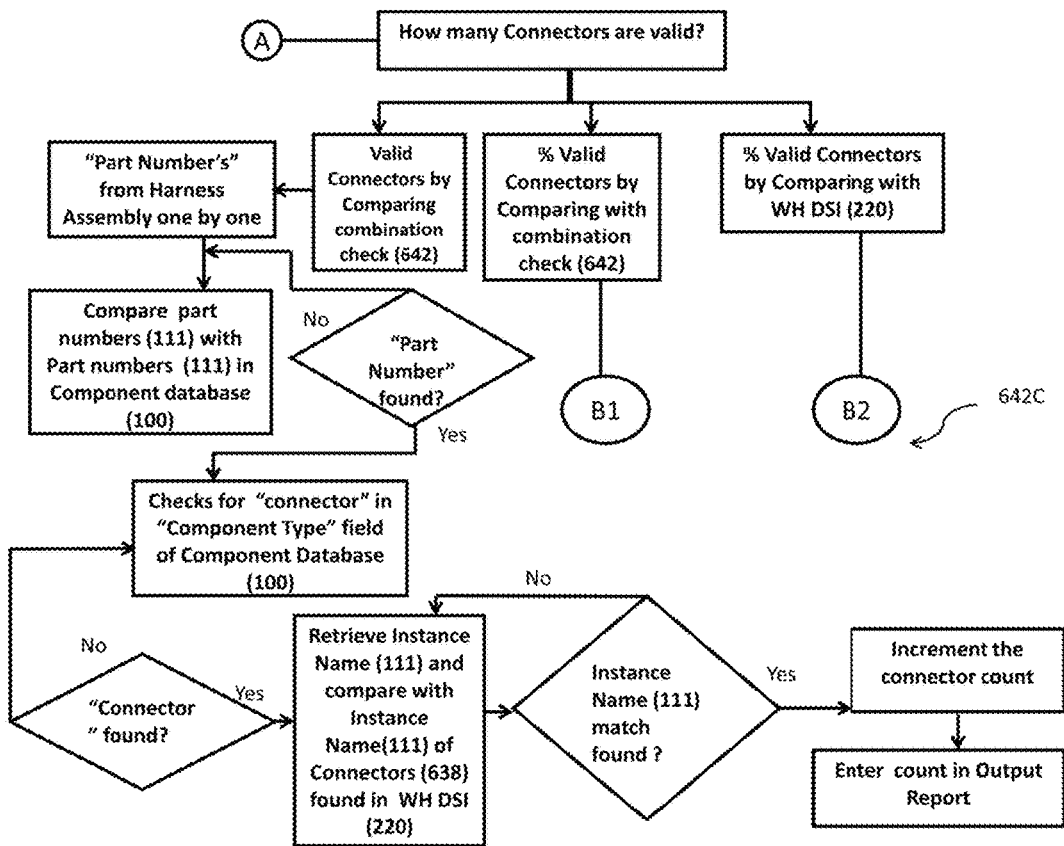 A
How many Connectors are valid?
"Part Number's"
from Harness
Assembly one by one
Valid
Connectors by
Comparing
combination
check (642)
% Valid
Connectors by
Comparing with
combination
check (642)
% Valid Connectors
by Comparing with
WH DSI (220)
Compare part
numbers (111) with
Part numbers (111) in
Component database
(100)
No
"Part
Number"
found?
Yes
B1
B2
642C
Checks for "connector" in
"Component Type" field
of Component Database
(100)
No
"Connector
" found?
Yes
Retrieve Instance
Name (111) and
compare with
Instance
Name(111) of
Connectors (638)
found in WH DSI
(220)
No
Instance
Name (111)
match
found ?
Yes
Increment the
connector count
Enter count in Output
Report